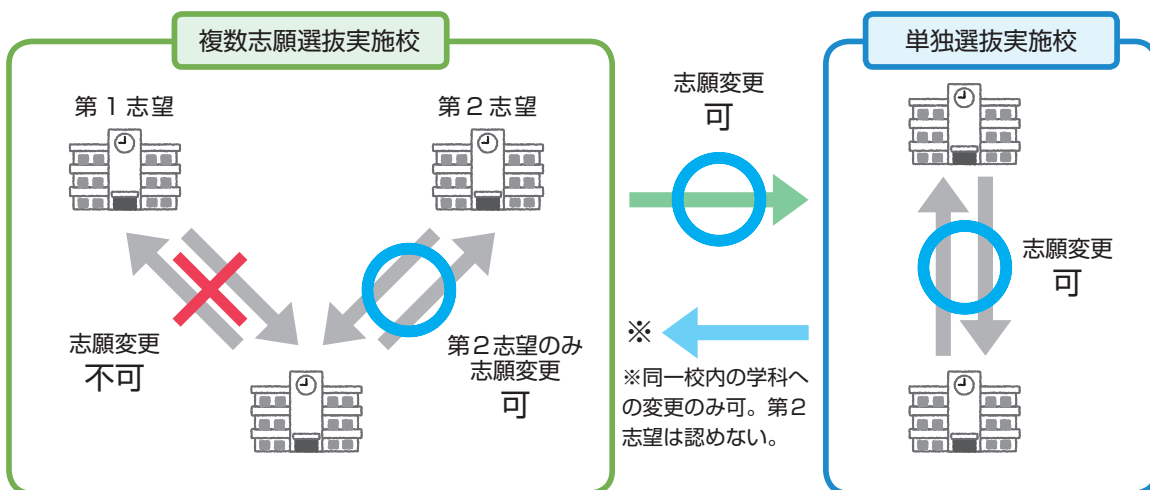 複数志願選抜実施校
第1志望
第2志望
志願変更
不可
第2志望のみ
志願変更
可
志願変更
可
※
※同一校内の学科へ
の変更のみ可。第2
志望は認めない。
単独選抜実施校
志願変更
可